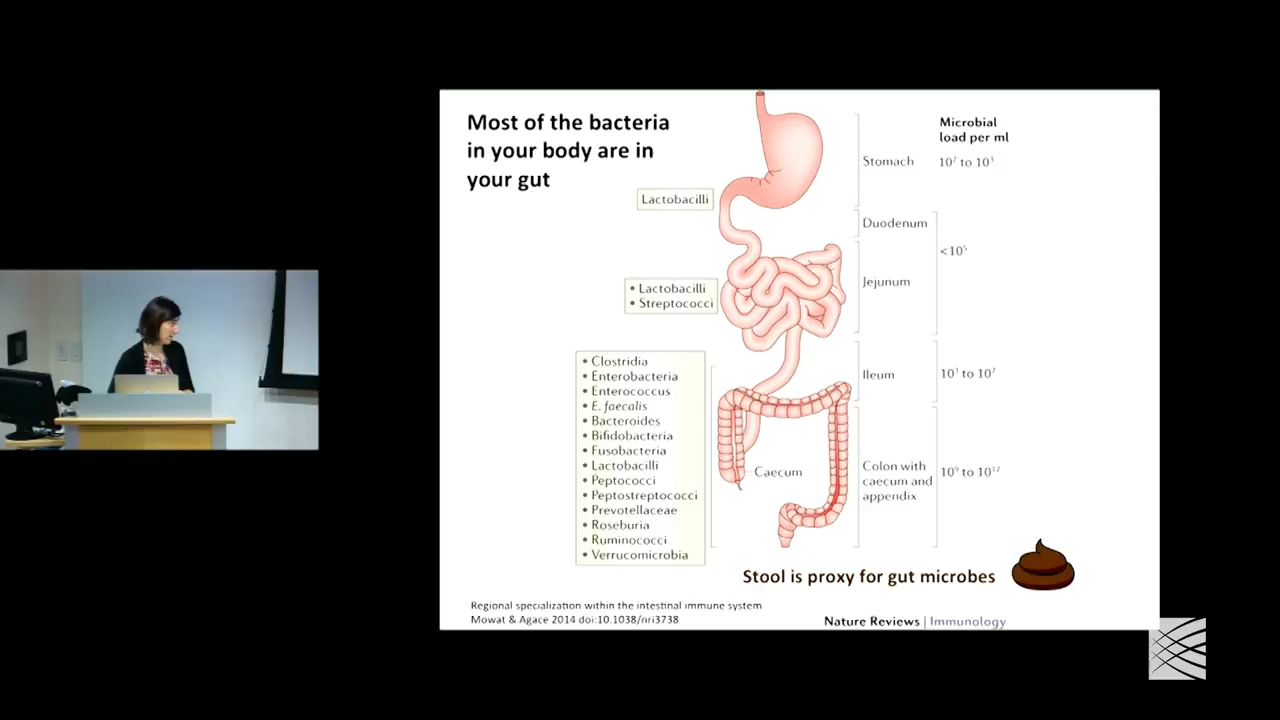 Most of the bacteria
in your body are in
your gut
Microbial
load per ml
Stomach
10² to 10³
Lactobacilli
Duodenum
<10⁵
Jejunum
• Lactobacilli
• Streptococci
Ileum
10³ to 10⁷
• Clostridia
• Enterobacteria
• Enterococcus
• E. faecalis
• Bacteroides
• Bifidobacteria
• Fusobacteria
• Lactobacilli
• Peptococci
• Peptostreptococci
• Prevotellaceae
• Roseburia
• Ruminococci
• Verrucomicrobia
Caecum
Colon with
caecum and
appendix
10⁹ to 10¹²
Stool is proxy for gut microbes
Regional specialization within the intestinal immune system
Mowat & Agace 2014 doi:10.1038/nri3738
Nature Reviews | Immunology